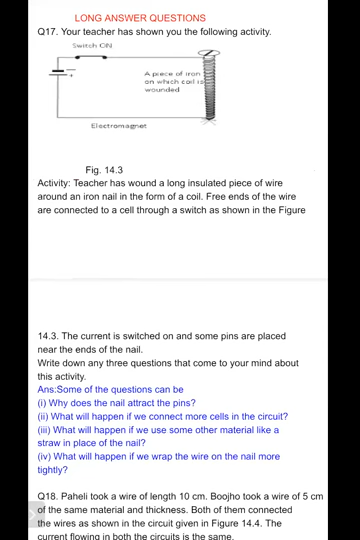 LONG ANSWER QUESTIONS
Q17. Your teacher has shown you the following activity.
Switch ON
A piece of iron
on which coil is
wounded
Electromagnet
Fig. 14.3
Activity: Teacher has wound a long insulated piece of wire
around an iron nail in the form of a coil. Free ends of the wire
are connected to a cell through a switch as shown in the Figure
14.3. The current is switched on and some pins are placed
near the ends of the nail.
Write down any three questions that come to your mind about
this activity.
Ans:Some of the questions can be
(i) Why does the nail attract the pins?
(ii) What will happen if we connect more cells in the circuit?
(iii) What will happen if we use some other material like a
straw in place of the nail?
(iv) What will happen if we wrap the wire on the nail more
tightly?
Q18. Paheli took a wire of length 10 cm. Boojho took a wire of 5 cm
of the same material and thickness. Both of them connected
the wires as shown in the circuit given in Figure 14.4. The
current flowing in both the circuits is the same.